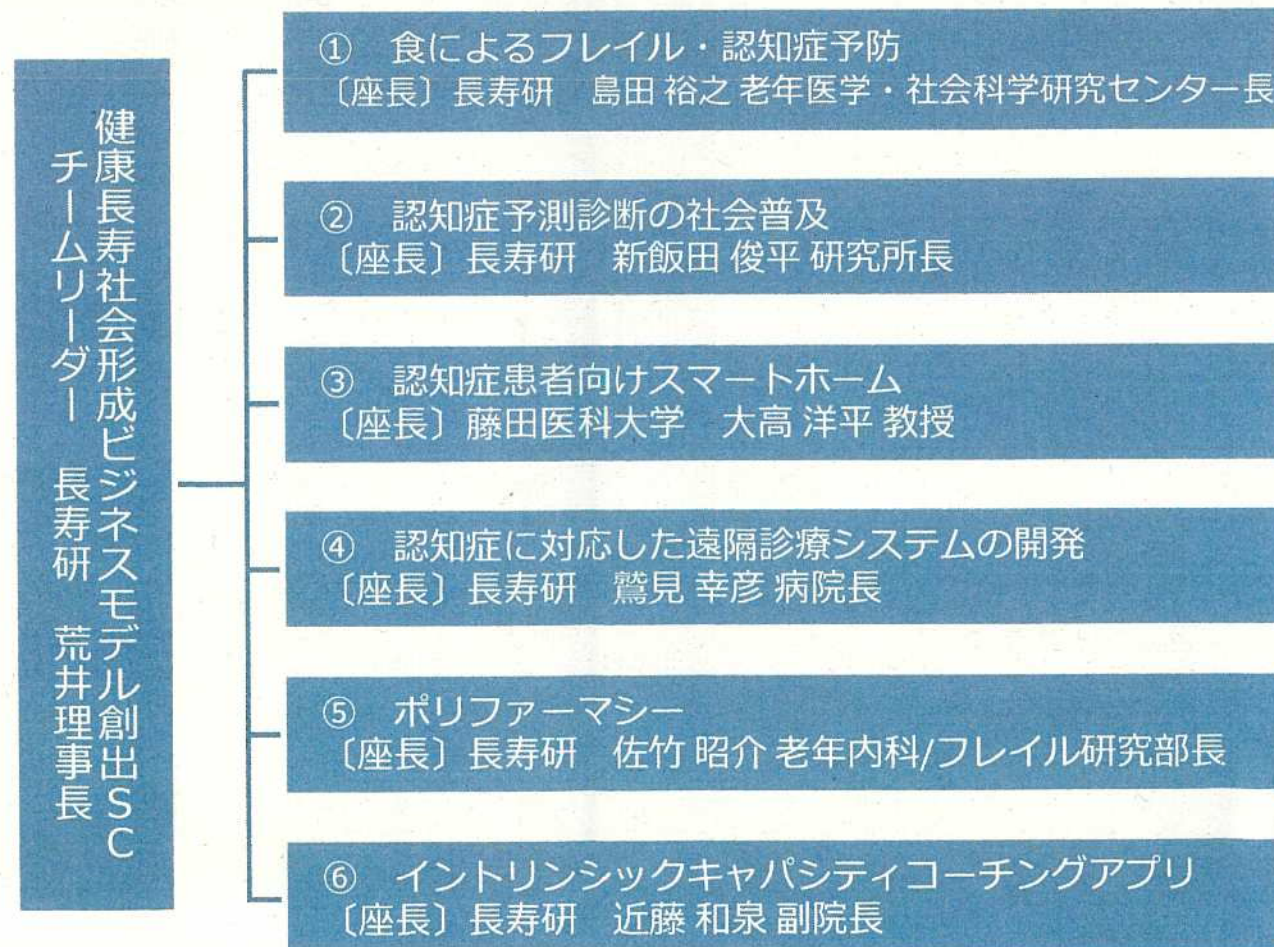 健康長寿社会形成ビジネスモデル創出SC
チームリーダー 長寿研 荒井理事長
① 食によるフレイル・認知症予防
〔座長〕長寿研 島田 裕之 老年医学・社会科学研究センター長
② 認知症予測診断の社会普及
〔座長〕長寿研 新飯田 俊平 研究所長
③ 認知症患者向けスマートホーム
〔座長〕藤田医科大学 大高 洋平 教授
④ 認知症に対応した遠隔診療システムの開発
〔座長〕長寿研 鷲見 幸彦 病院長
⑤ ポリファーマシー
〔座長〕長寿研 佐竹 昭介 老年内科/フレイル研究部長
⑥ イントリンシックキャパシティコーチングアプリ
〔座長〕長寿研 近藤 和泉 副院長